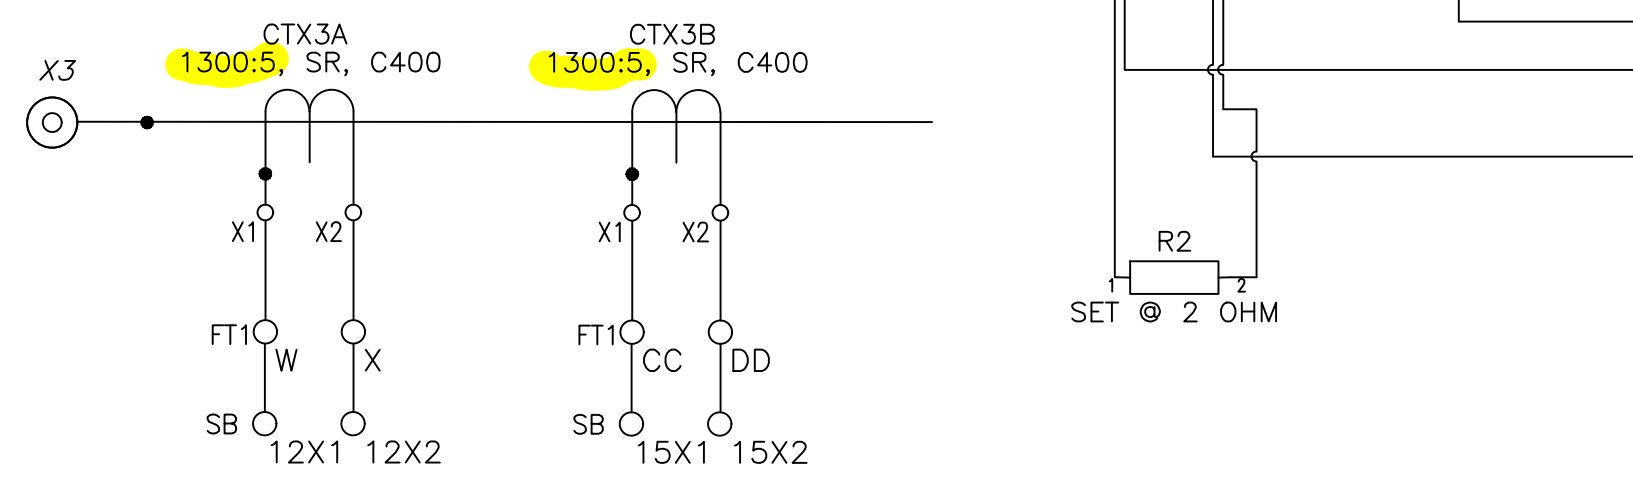 CTX3A
1300:5, SR, C400
CTX3B
1300:5, SR, C400
X3
X1
X2
X1
X2
R2
1
2
SET @ 2 OHM
FT1
W
X
FT1
CC
DD
SB
12X1
12X2
SB
15X1
15X2